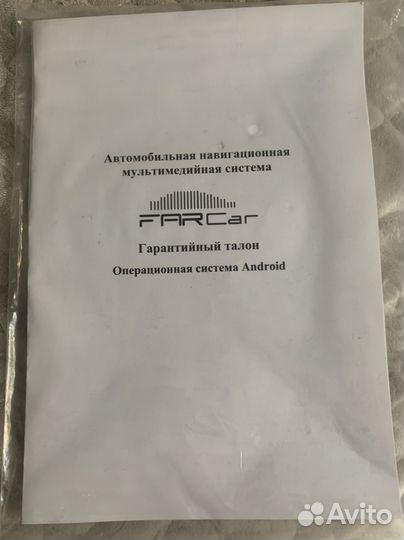 Автомобильная навигационная
мультимедийная система
FARCar
Гарантийный талон
Операционная система Android
Avito